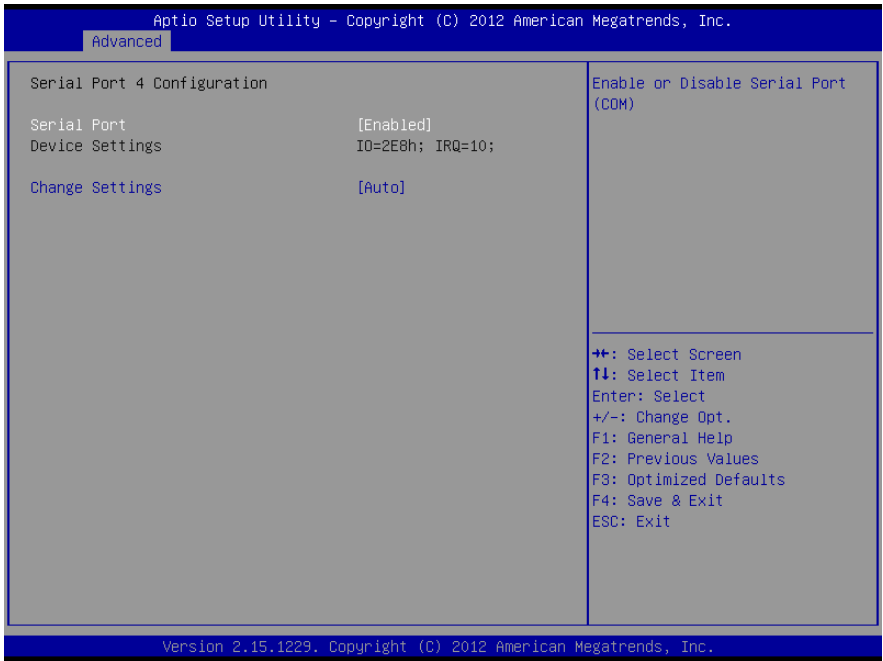 Aptio Setup Utility – Copyright (C) 2012 American Megatrends, Inc.
Advanced
Serial Port 4 Configuration
Serial Port [Enabled]
Device Settings IO=2E8h; IRQ=10;
Change Settings [Auto]
Enable or Disable Serial Port
(COM)
→←: Select Screen
↑↓: Select Item
Enter: Select
+/-: Change Opt.
F1: General Help
F2: Previous Values
F3: Optimized Defaults
F4: Save & Exit
ESC: Exit
Version 2.15.1229. Copyright (C) 2012 American Megatrends, Inc.